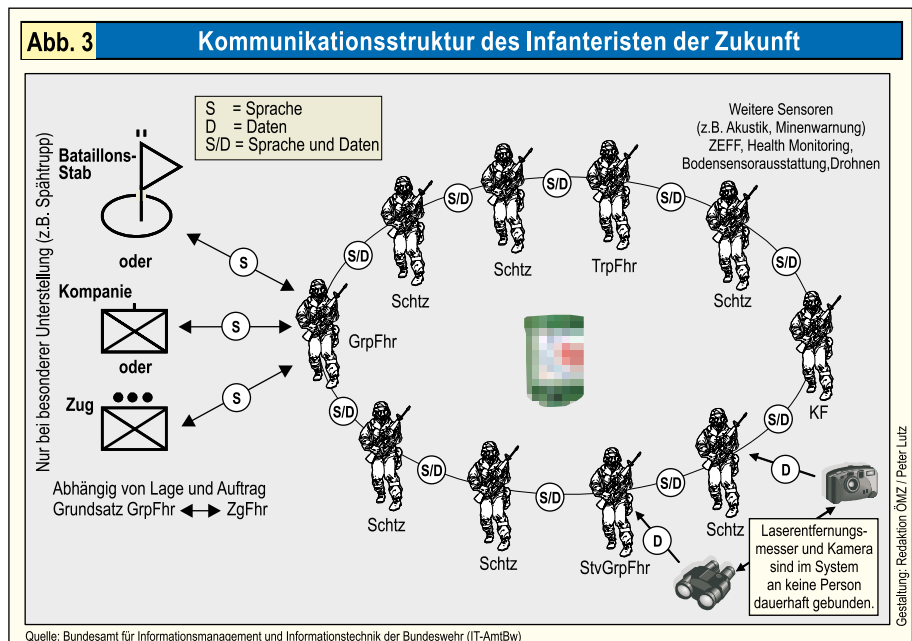 Abb. 3
Kommunikationsstruktur des Infanteristen der Zukunft
Nur bei besonderer Unterstellung (z.B. Spähtrupp)
Bataillons-
Stab
oder
Kompanie
oder
Zug
Abhängig von Lage und Auftrag
Grundsatz GrpFhr ZgFhr
S = Sprache
D = Daten
S/D = Sprache und Daten
Weitere Sensoren
(z.B. Akustik, Minenwarnung)
ZEFF, Health Monitoring,
Bodensensorausstattung,Drohnen
S
S
S
GrpFhr
S/D
Schtz
S/D
Schtz
S/D
TrpFhr
S/D
Schtz
S/D
KF
S/D
Schtz
S/D
StvGrpFhr
S/D
Schtz
S/D
Schtz
S/D
D
D
Laserentfernungs-
messer und Kamera
sind im System
an keine Person
dauerhaft gebunden.
Gestaltung: Redaktion ÖMZ / Peter Lutz
Quelle: Bundesamt für Informationsmanagement und Informationstechnik der Bundeswehr (IT-AmtBw)